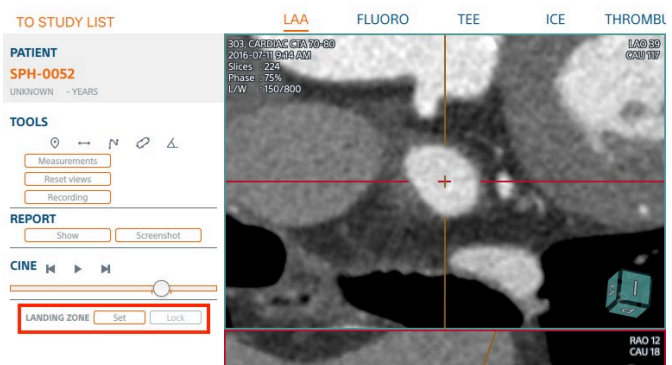 TO STUDY LIST
LAA FLUORO TEE ICE THROMBU
PATIENT
SPH-0052
UNKNOWN - YEARS
TOOLS
Measurements
Reset views
Recording
REPORT
Show Screenshot
CINE
LANDING ZONE Set Lock
303, CARDIAC CTA 70-80
2016-07-11 9:14 AM
Slices : 224
Phase : 75%
L/W : 150/800
LAO 39
CAU 117
RAO 12
CAU 18